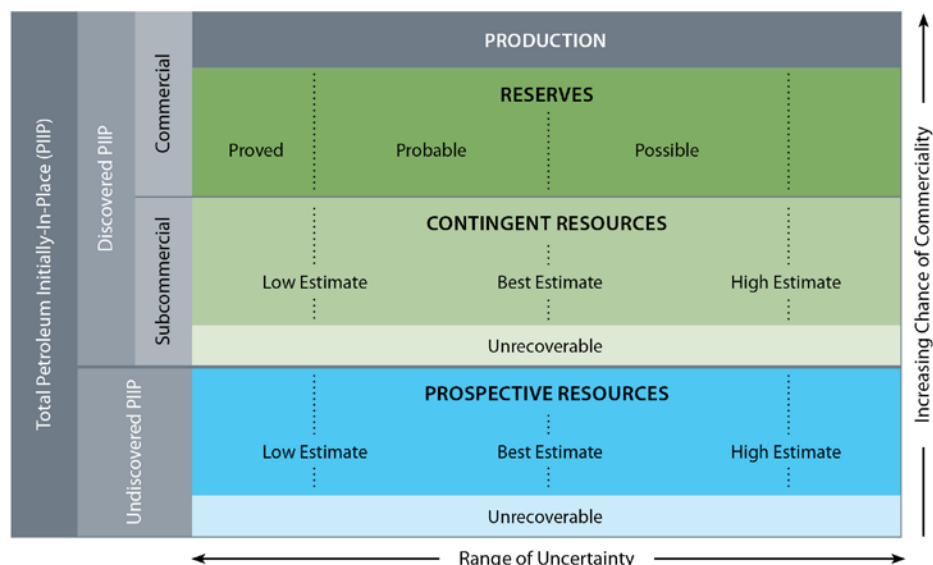 Total Petroleum Initially-In-Place (PIIP)
Discovered PIIP
Undiscovered PIIP
Commercial
Subcommercial
PRODUCTION
RESERVES
Proved
Probable
Possible
CONTINGENT RESOURCES
Low Estimate
Best Estimate
High Estimate
Unrecoverable
PROSPECTIVE RESOURCES
Low Estimate
Best Estimate
High Estimate
Unrecoverable
Range of Uncertainty
Increasing Chance of Commerciality